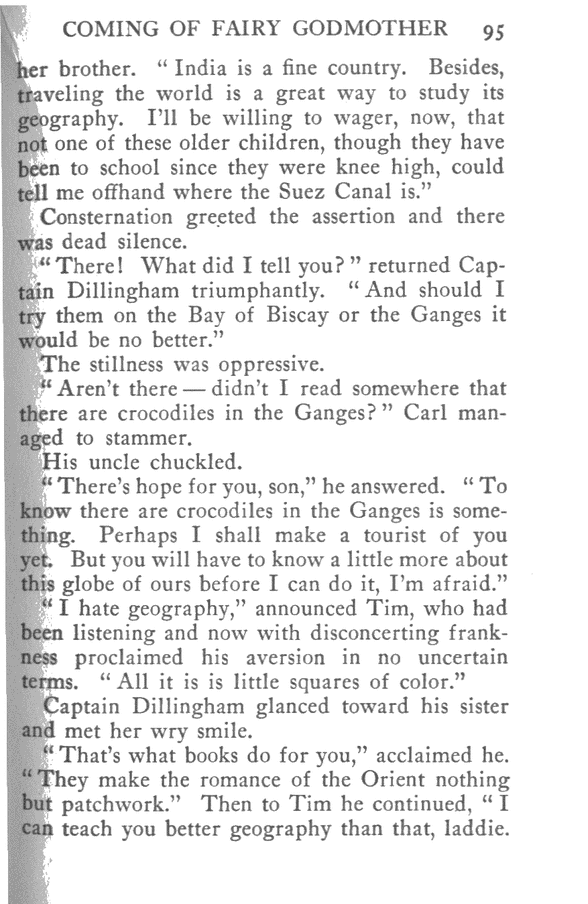 COMING OF FAIRY GODMOTHER 95
her brother. “ India is a fine country. Besides,
traveling the world is a great way to study its
geography. I'll be willing to wager, now, that
not one of these older children, though they have
been to school since they were knee high, could
tell me offhand where the Suez Canal is.”
Consternation greeted the assertion and there
was dead silence.
“ There! What did I tell you? ” returned Cap-
tain Dillingham triumphantly. “ And should I
try them on the Bay of Biscay or the Ganges it
would be no better.”
The stillness was oppressive.
“ Aren't there — didn't I read somewhere that
there are crocodiles in the Ganges? ” Carl man-
aged to stammer.
His uncle chuckled.
“ There's hope for you, son,” he answered. “ To
know there are crocodiles in the Ganges is some-
thing. Perhaps I shall make a tourist of you
yet. But you will have to know a little more about
this globe of ours before I can do it, I'm afraid.”
“ I hate geography,” announced Tim, who had
been listening and now with disconcerting frank-
ness proclaimed his aversion in no uncertain
terms. “ All it is is little squares of color.”
Captain Dillingham glanced toward his sister
and met her wry smile.
“ That's what books do for you,” acclaimed he.
“ They make the romance of the Orient nothing
but patchwork.” Then to Tim he continued, “ I
can teach you better geography than that, laddie.